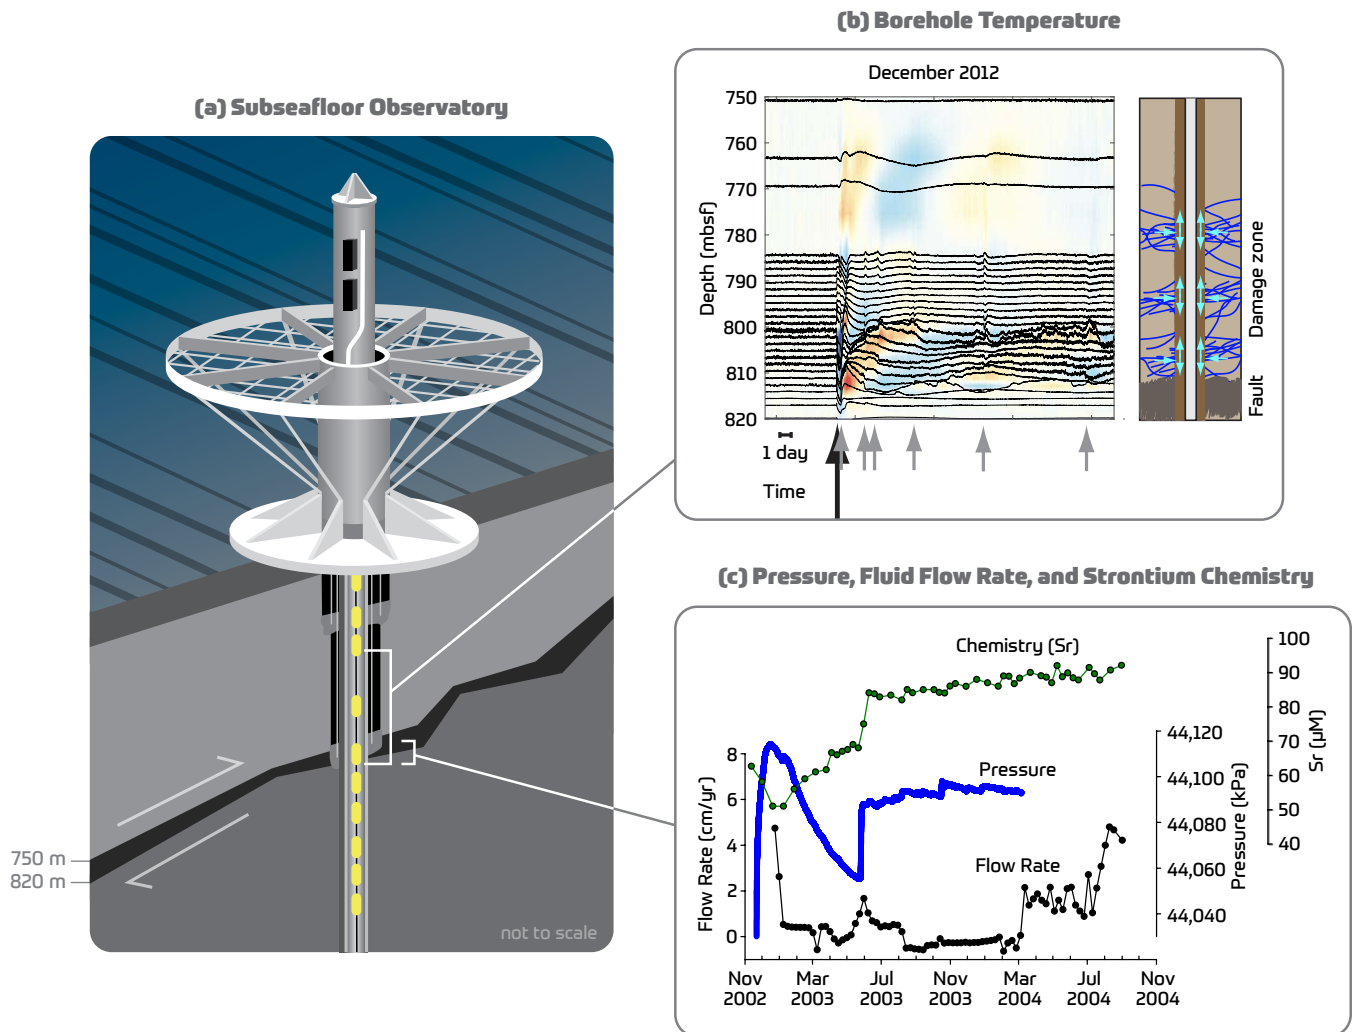 (a) Subseafloor Observatory
750 m
820 m
not to scale
(b) Borehole Temperature
December 2012
Depth (mbsf)
750
760
770
780
790
800
810
820
1 day
Time
Damage zone
Fault
(c) Pressure, Fluid Flow Rate, and Strontium Chemistry
Chemistry (Sr)
Pressure
Flow Rate
Flow Rate (cm/yr)
8
6
4
2
0
44,120
44,100
44,080
44,060
44,040
Pressure (kPa)
100
90
80
70
60
50
40
Sr (µM)
Nov Mar Jul Nov Mar Jul Nov
2002 2003 2003 2003 2004 2004 2004